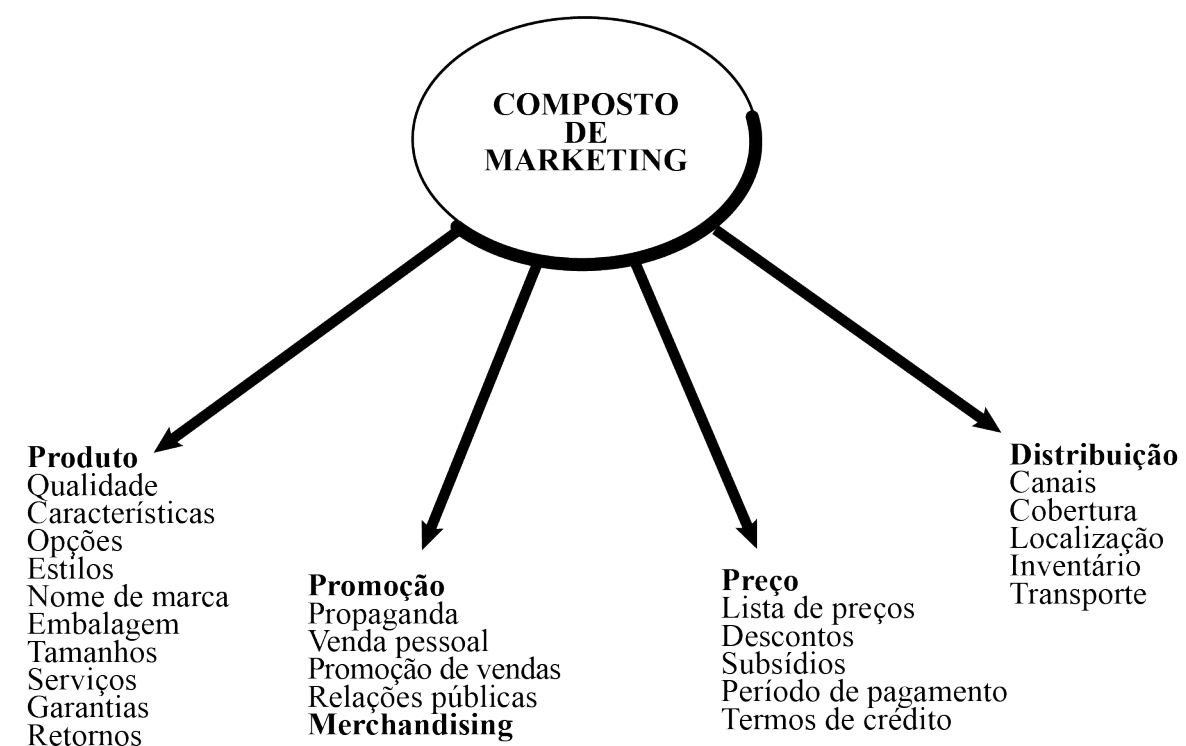 COMPOSTO
DE
MARKETING
Produto
Qualidade
Características
Opções
Estilos
Nome de marca
Embalagem
Tamanhos
Serviços
Garantias
Retornos
Promoção
Propaganda
Venda pessoal
Promoção de vendas
Relações públicas
Merchandising
Preço
Lista de preços
Descontos
Subsídios
Período de pagamento
Termos de crédito
Distribuição
Canais
Cobertura
Localização
Inventário
Transporte